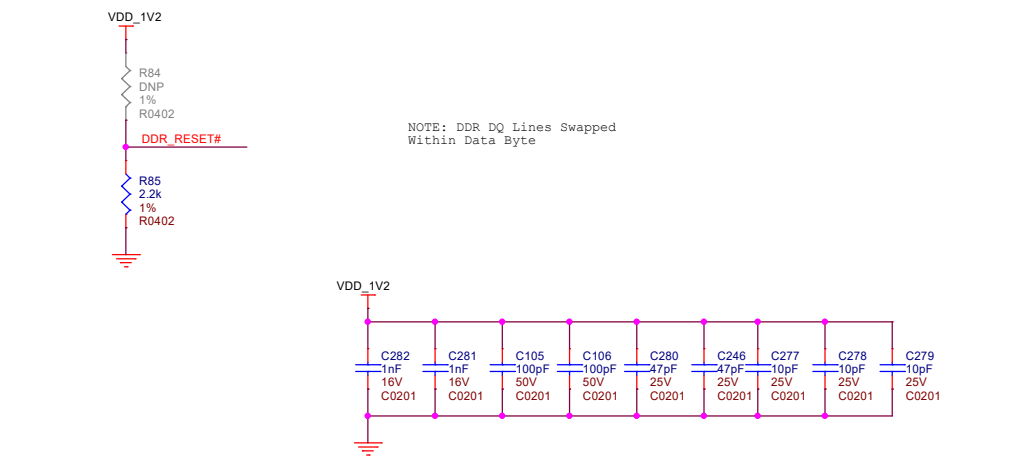 VDD_1V2
R84
DNP
1%
R0402
DDR_RESET#
R85
2.2k
1%
R0402
NOTE: DDR DQ Lines Swapped
Within Data Byte
VDD_1V2
C282
1nF
16V
C0201
C281
1nF
16V
C0201
C105
100pF
50V
C0201
C106
100pF
50V
C0201
C280
47pF
25V
C0201
C246
47pF
25V
C0201
C277
10pF
25V
C0201
C278
10pF
25V
C0201
C279
10pF
25V
C0201